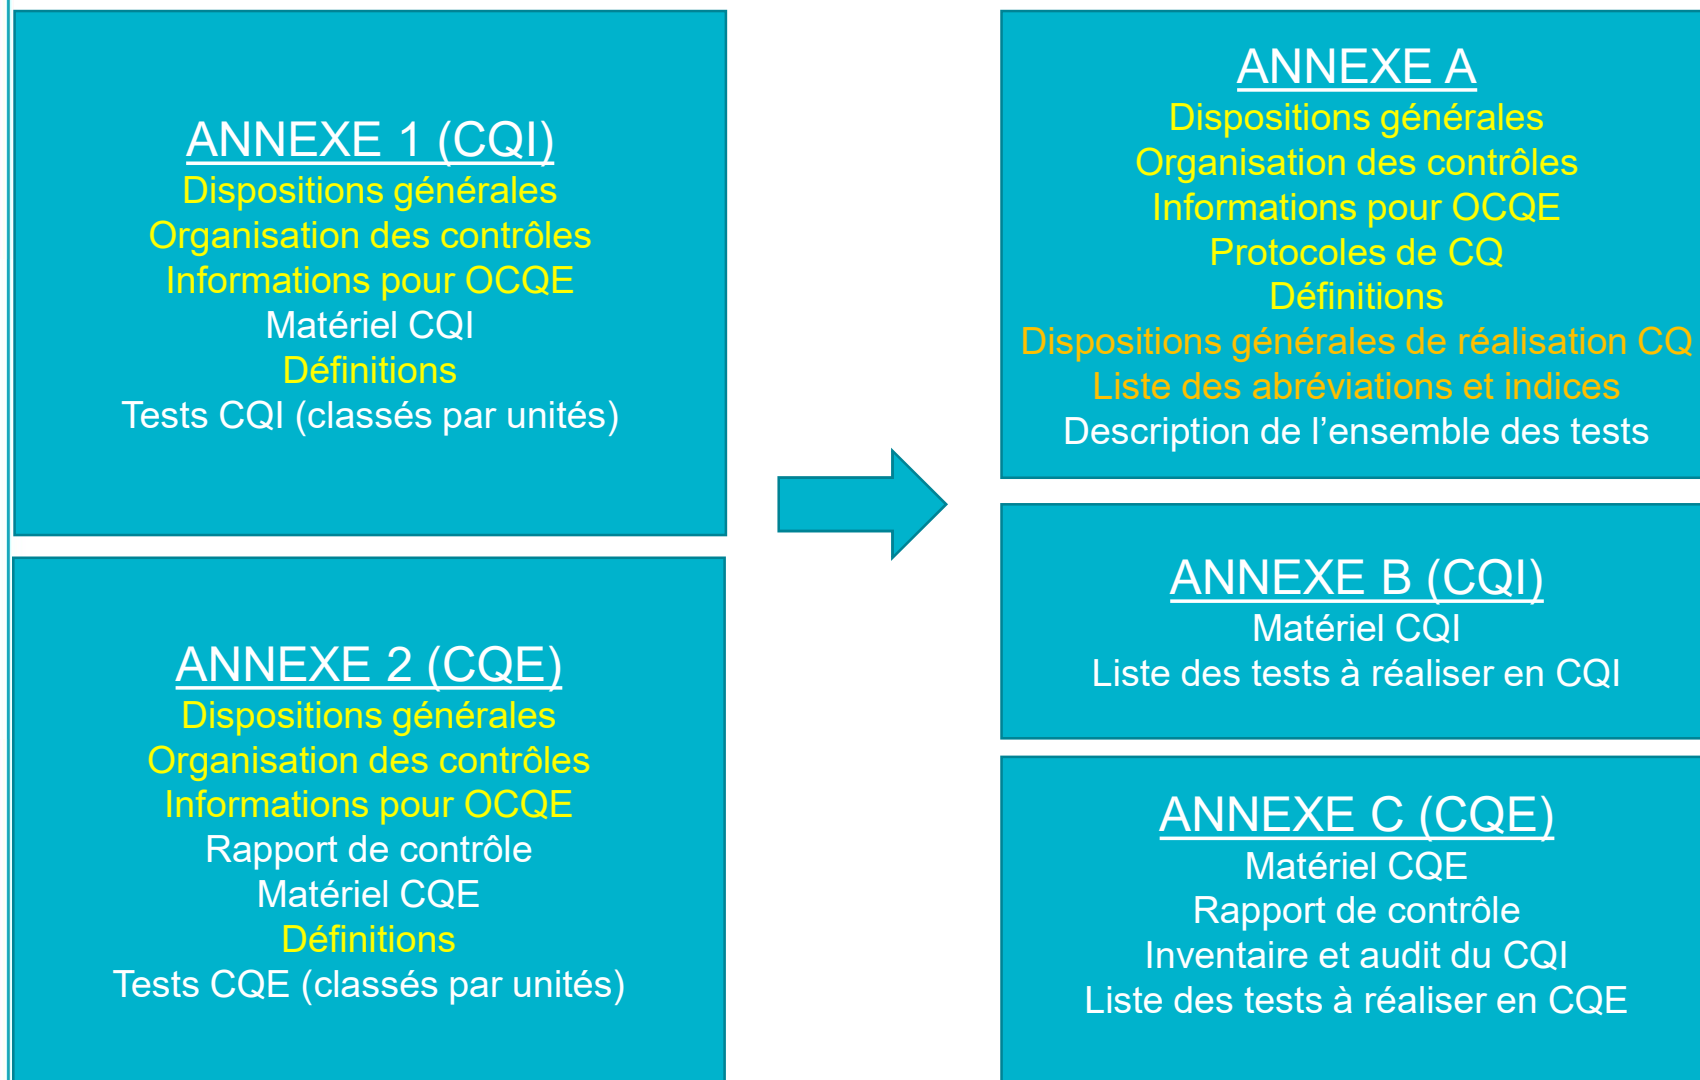 ANNEXE 1 (CQI)
Dispositions générales
Organisation des contrôles
Informations pour OCQE
Matériel CQI
Définitions
Tests CQI (classés par unités)
ANNEXE 2 (CQE)
Dispositions générales
Organisation des contrôles
Informations pour OCQE
Rapport de contrôle
Matériel CQE
Définitions
Tests CQE (classés par unités)
ANNEXE A
Dispositions générales
Organisation des contrôles
Informations pour OCQE
Protocoles de CQ
Définitions
Dispositions générales de réalisation CQ
Liste des abréviations et indices
Description de l’ensemble des tests
ANNEXE B (CQI)
Matériel CQI
Liste des tests à réaliser en CQI
ANNEXE C (CQE)
Matériel CQE
Rapport de contrôle
Inventaire et audit du CQI
Liste des tests à réaliser en CQE